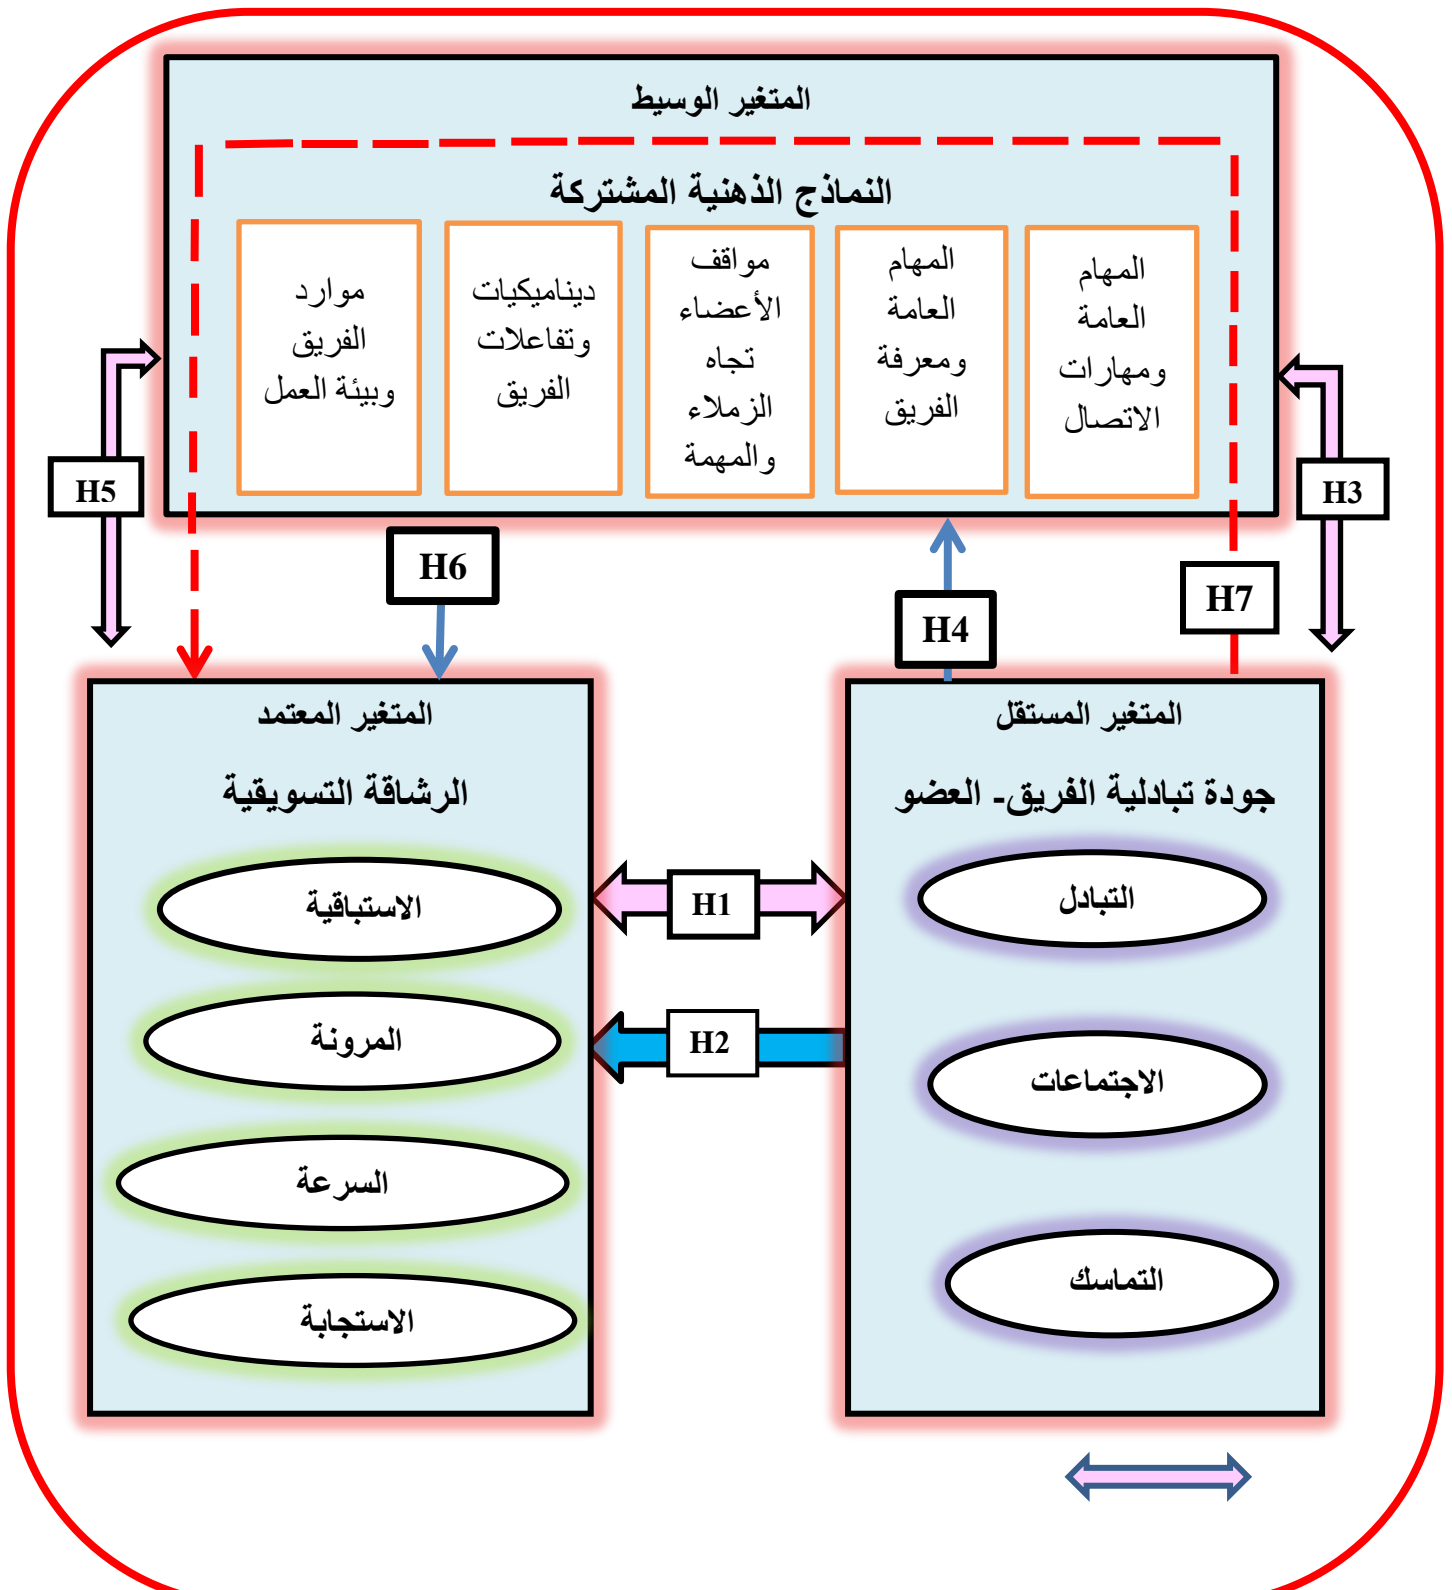 المتغير الوسيط
النماذج الذهنية المشتركة
المهام
العامة
ومهارات
الاتصال
المهام
العامة
ومعرفة
الفريق
مواقف
الأعضاء
تجاه
الزملاء
والمهمة
ديناميكيات
وتفاعلات
الفريق
موارد
الفريق
وبيئة العمل
H3
H5
H6
H7
H4
المتغير المستقل
جودة تبادلية الفريق- العضو
التبادل
الاجتماعات
التماسك
H1
H2
المتغير المعتمد
الرشاقة التسويقية
الاستباقية
المرونة
السرعة
الاستجابة